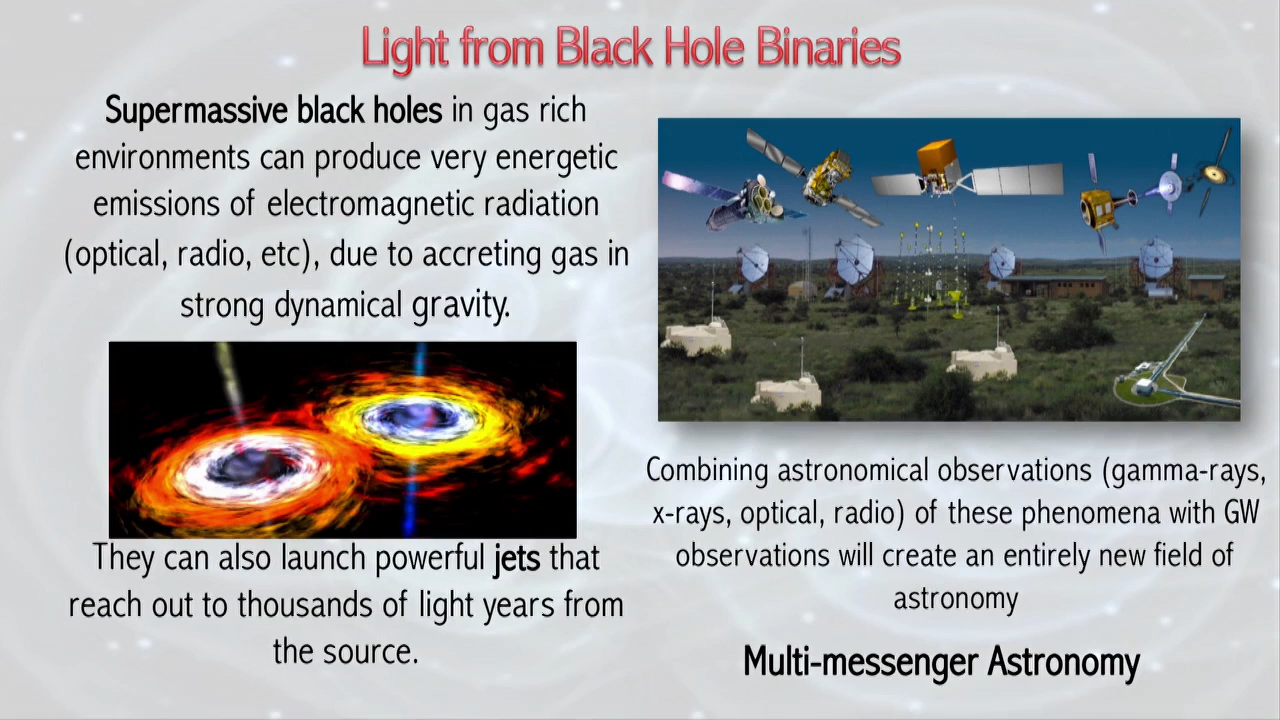 Light from Black Hole Binaries
Supermassive black holes in gas rich
environments can produce very energetic
emissions of electromagnetic radiation
(optical, radio, etc), due to accreting gas in
strong dynamical gravity.
They can also launch powerful jets that
reach out to thousands of light years from
the source.
Combining astronomical observations (gamma-rays,
x-rays, optical, radio) of these phenomena with GW
observations will create an entirely new field of
astronomy
Multi-messenger Astronomy